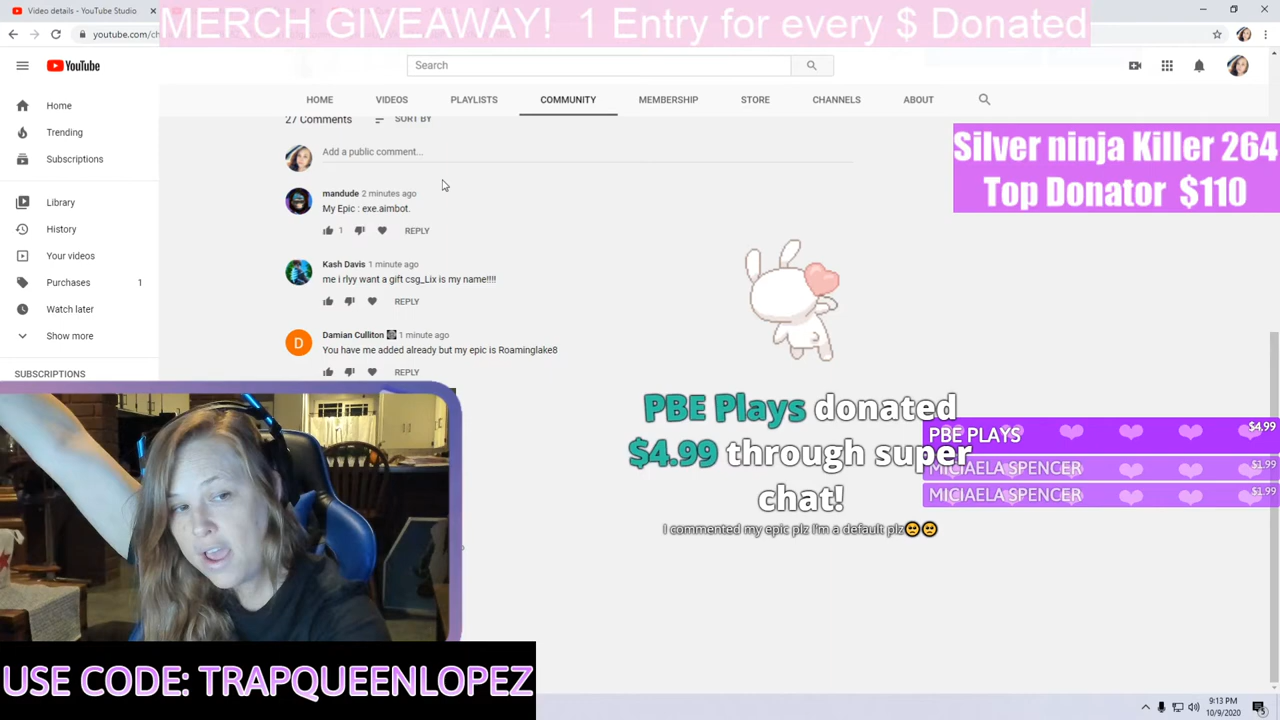 Video details - YouTube Studio
MERCH GIVEAWAY! 1 Entry for every $ Donated
youtube.com/ch
YouTube
Search
HOME VIDEOS PLAYLISTS COMMUNITY MEMBERSHIP STORE CHANNELS ABOUT
Home
Trending
Subscriptions
Library
History
Your videos
Purchases 1
Watch later
Show more
SUBSCRIPTIONS
27 Comments SORT BY
Add a public comment...
mandude 2 minutes ago
My Epic : exe.aimbot.
1 REPLY
Kash Davis 1 minute ago
me i rlyy want a gift csg_Lix is my name!!!!
REPLY
D
Damian Culliton 1 minute ago
You have me added already but my epic is Roaminglake8
REPLY
Silver ninja Killer 264
Top Donator $110
PBE Plays donated
$4.99 through super
chat!
I commented my epic plz I'm a default plz🥺🥺
PBE PLAYS $4.99
MICIAELA SPENCER $1.99
MICIAELA SPENCER $1.99
USE CODE: TRAPQUEENLOPEZ
9:13 PM
10/9/2020
5